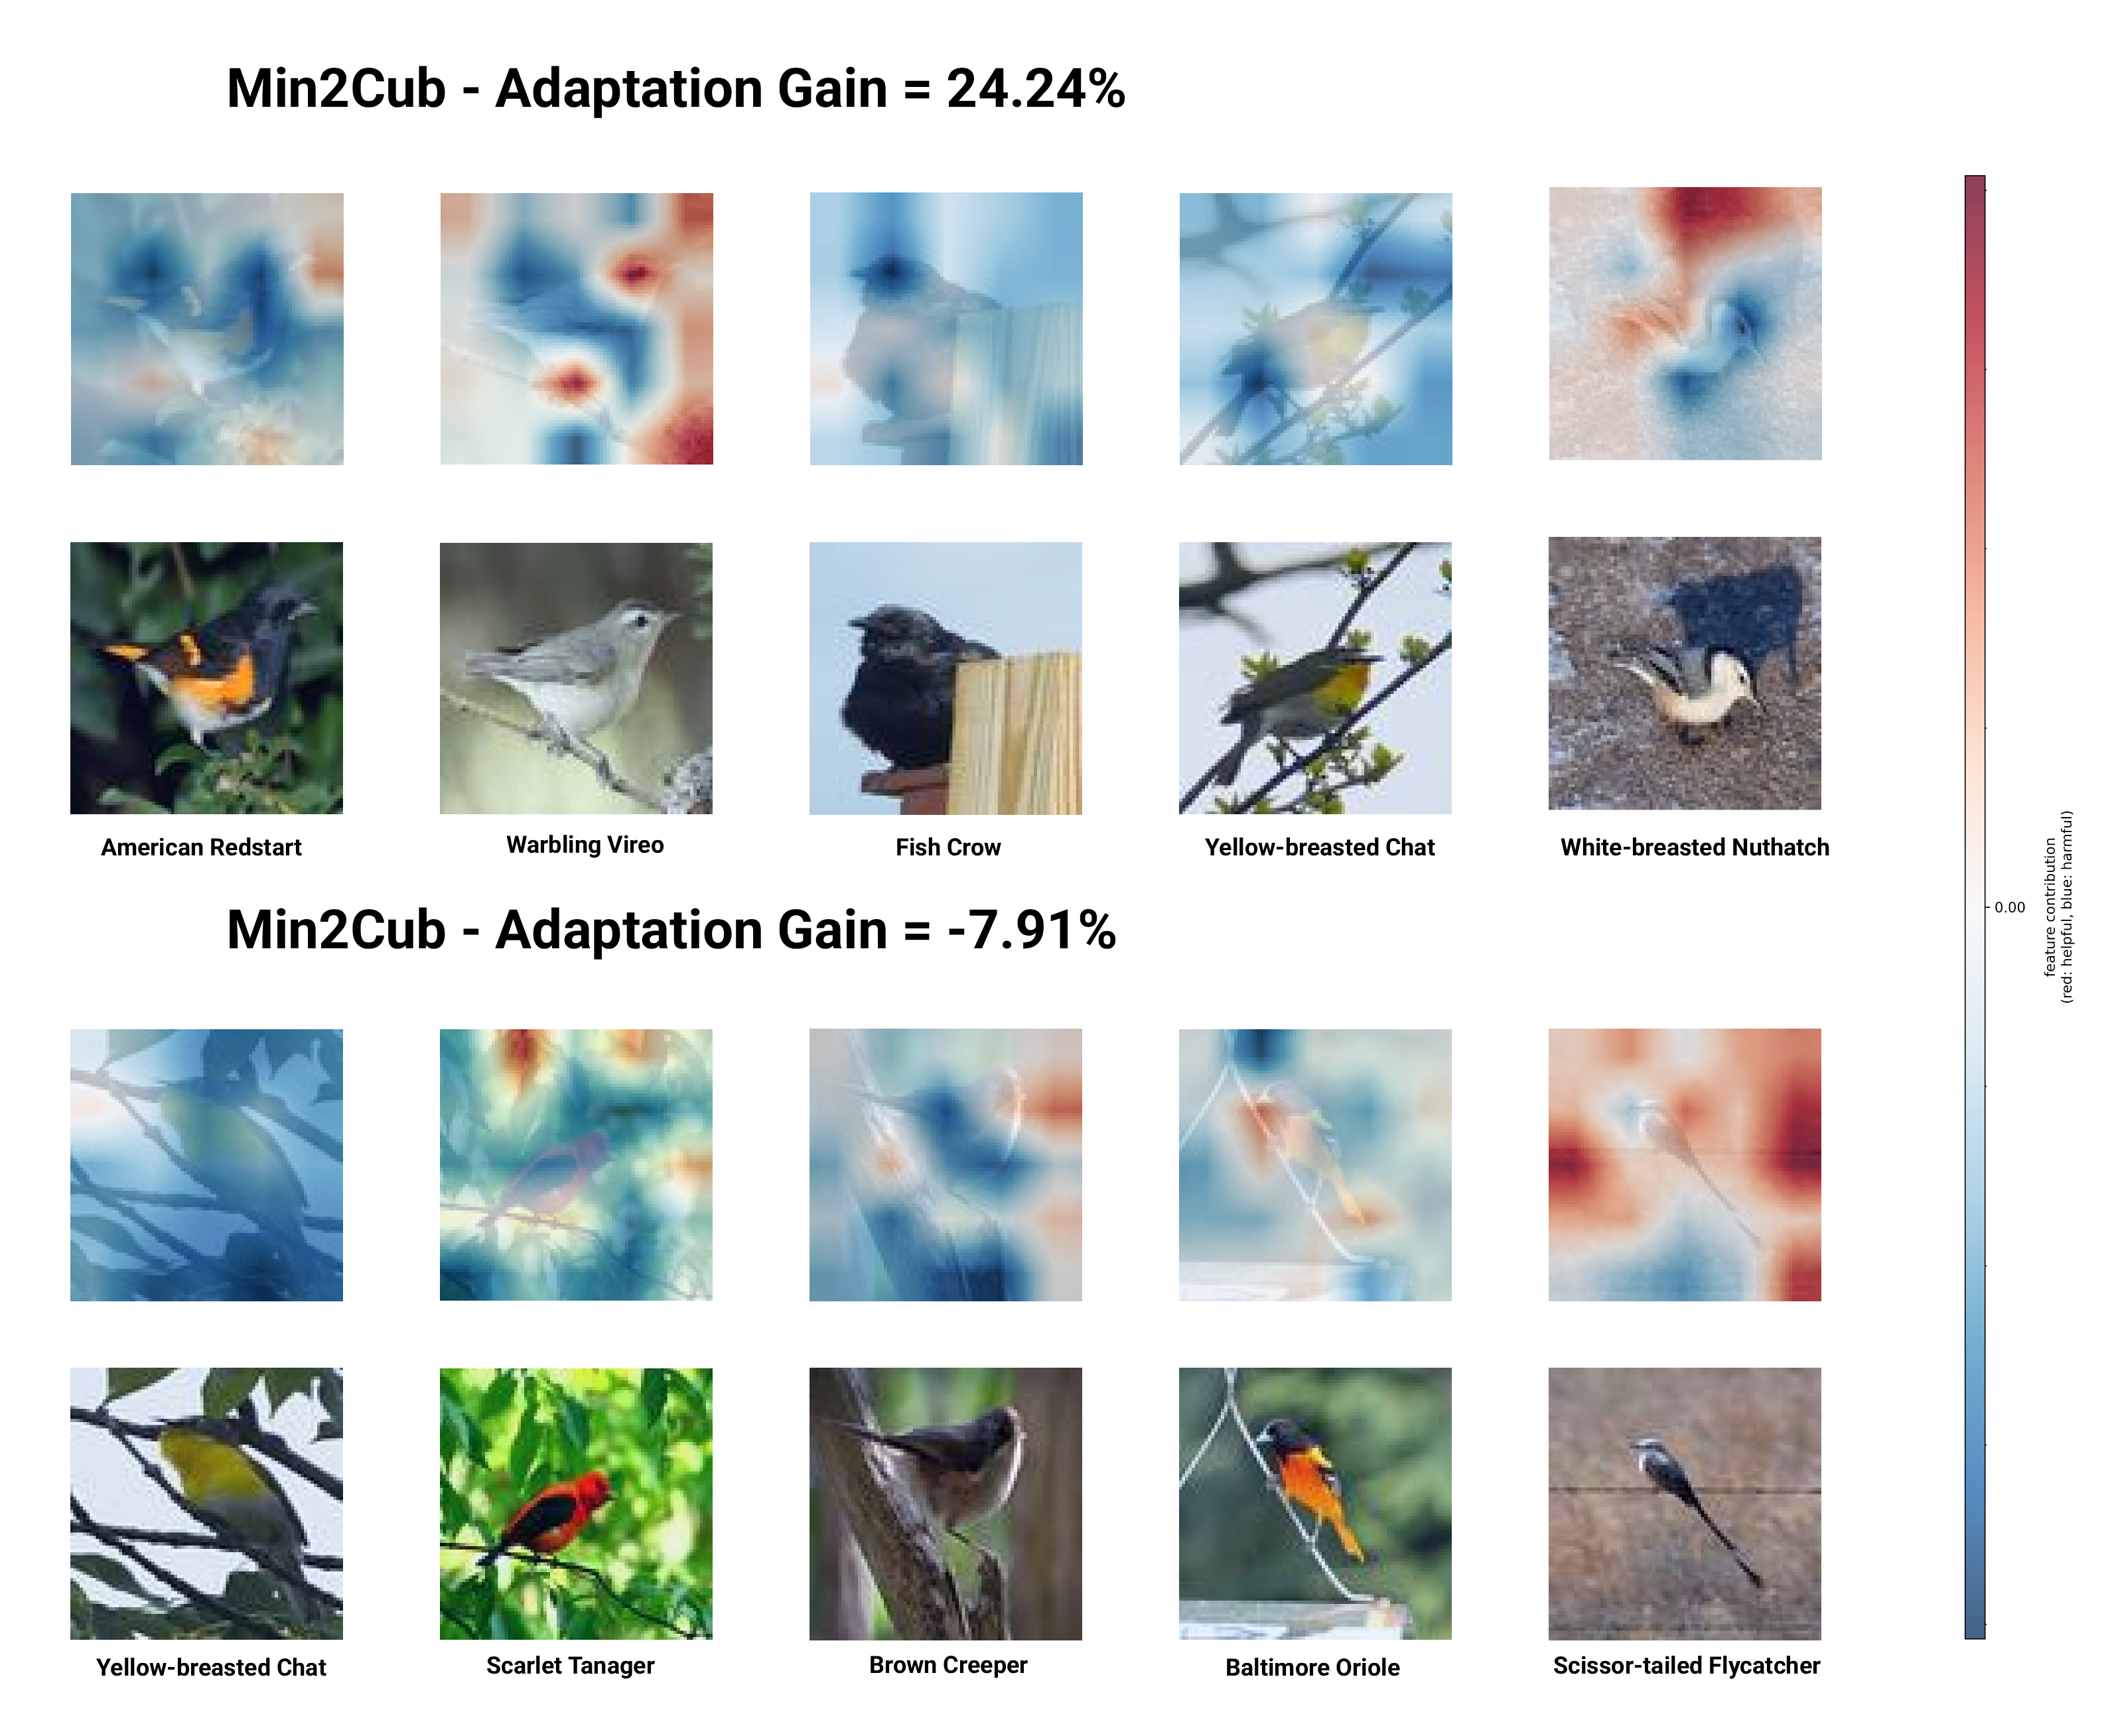 Min2Cub - Adaptation Gain = 24.24%
American Redstart
Warbling Vireo
Fish Crow
Yellow-breasted Chat
White-breasted Nuthatch
Min2Cub - Adaptation Gain = -7.91%
Yellow-breasted Chat
Scarlet Tanager
Brown Creeper
Baltimore Oriole
Scissor-tailed Flycatcher
0.00
feature contribution
(red: helpful, blue: harmful)